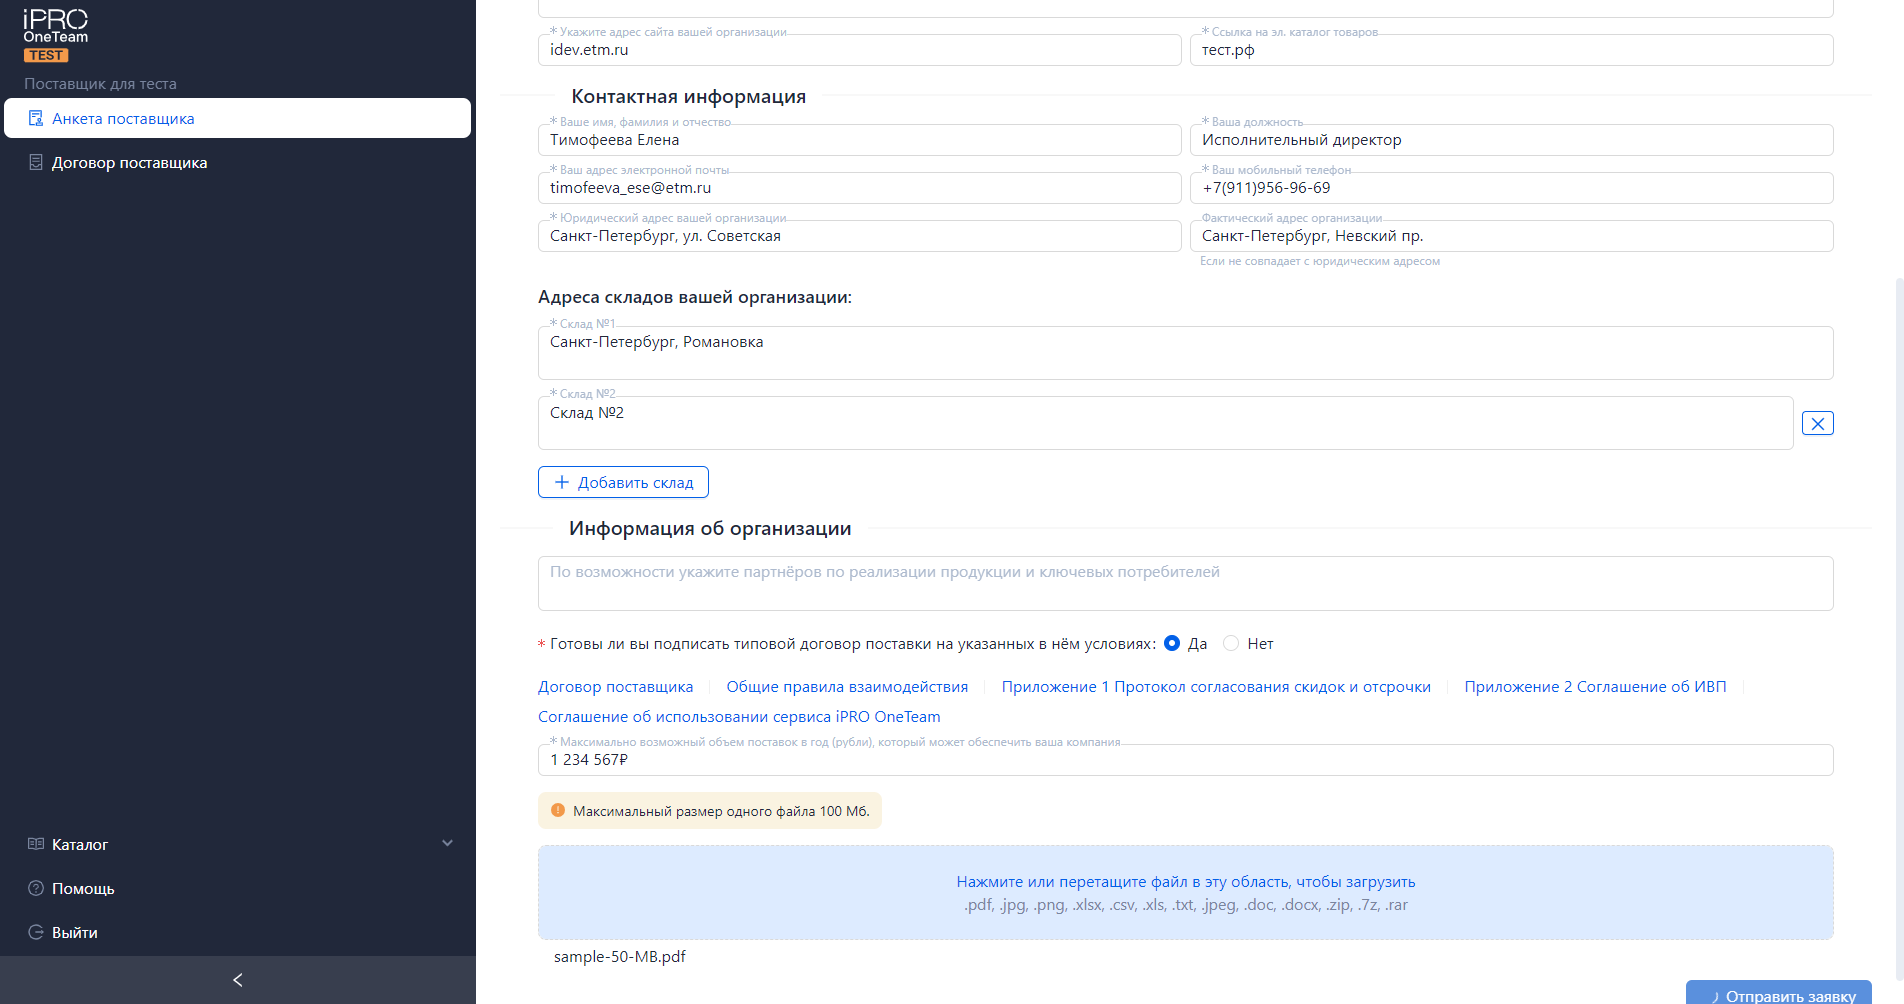 iPRO
OneTeam
TEST
Поставщик для теста
Анкета поставщика
Договор поставщика
Каталог
Помощь
Выйти
* Укажите адрес сайта вашей организации
idev.etm.ru
* Ссылка на эл. каталог товаров
тест.рф
Контактная информация
* Ваше имя, фамилия и отчество
Тимофеева Елена
* Ваша должность
Исполнительный директор
* Ваш адрес электронной почты
timofeeva_ese@etm.ru
* Ваш мобильный телефон
+7(911)956-96-69
* Юридический адрес вашей организации
Санкт-Петербург, ул. Советская
Фактический адрес организации
Санкт-Петербург, Невский пр.
Если не совпадает с юридическим адресом
Адреса складов вашей организации:
* Склад №1
Санкт-Петербург, Романовка
* Склад №2
Склад №2
Добавить склад
Информация об организации
По возможности укажите партнёров по реализации продукции и ключевых потребителей
* Готовы ли вы подписать типовой договор поставки на указанных в нём условиях: Да Нет
Договор поставщика Общие правила взаимодействия Приложение 1 Протокол согласования скидок и отсрочки Приложение 2 Соглашение об ИВП
Соглашение об использовании сервиса iPRO OneTeam
* Максимально возможный объем поставок в год (рубли), который может обеспечить ваша компания
1 234 567₽
Максимальный размер одного файла 100 Мб.
Нажмите или перетащите файл в эту область, чтобы загрузить
.pdf, .jpg, .png, .xlsx, .csv, .xls, .txt, .jpeg, .doc, .docx, .zip, .7z, .rar
sample-50-MB.pdf
Отправить заявку